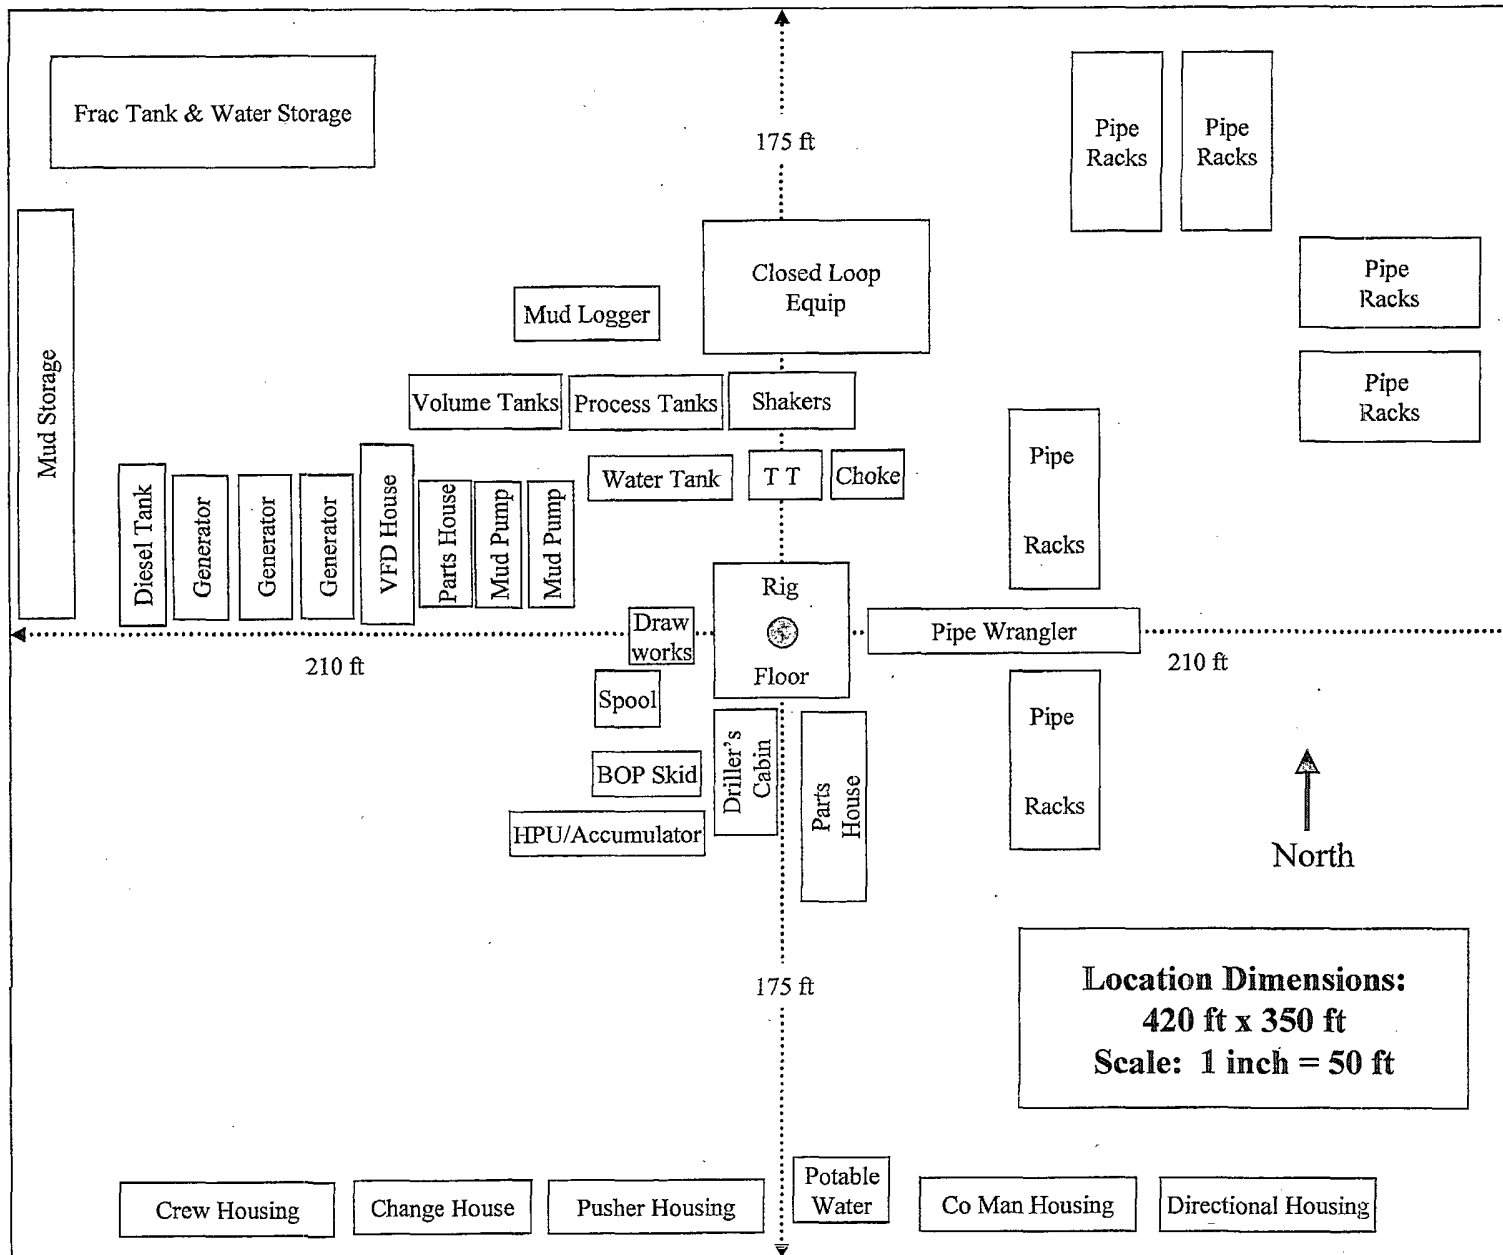 Frac Tank & Water Storage
175 ft
Pipe
Racks
Pipe
Racks
Closed Loop
Equip
Pipe
Racks
Mud Logger
Mud Storage
Volume Tanks
Process Tanks
Shakers
Pipe
Racks
Water Tank
T T
Choke
Pipe
Racks
Diesel Tank
Generator
Generator
Generator
VFD House
Parts House
Mud Pump
Mud Pump
Rig
Floor
Draw
works
Pipe Wrangler
210 ft
210 ft
Spool
Driller's
Cabin
Parts
House
Pipe
Racks
BOP Skid
HPU/Accumulator
North
Location Dimensions:
420 ft x 350 ft
Scale: 1 inch = 50 ft
175 ft
Crew Housing
Change House
Pusher Housing
Potable
Water
Co Man Housing
Directional Housing